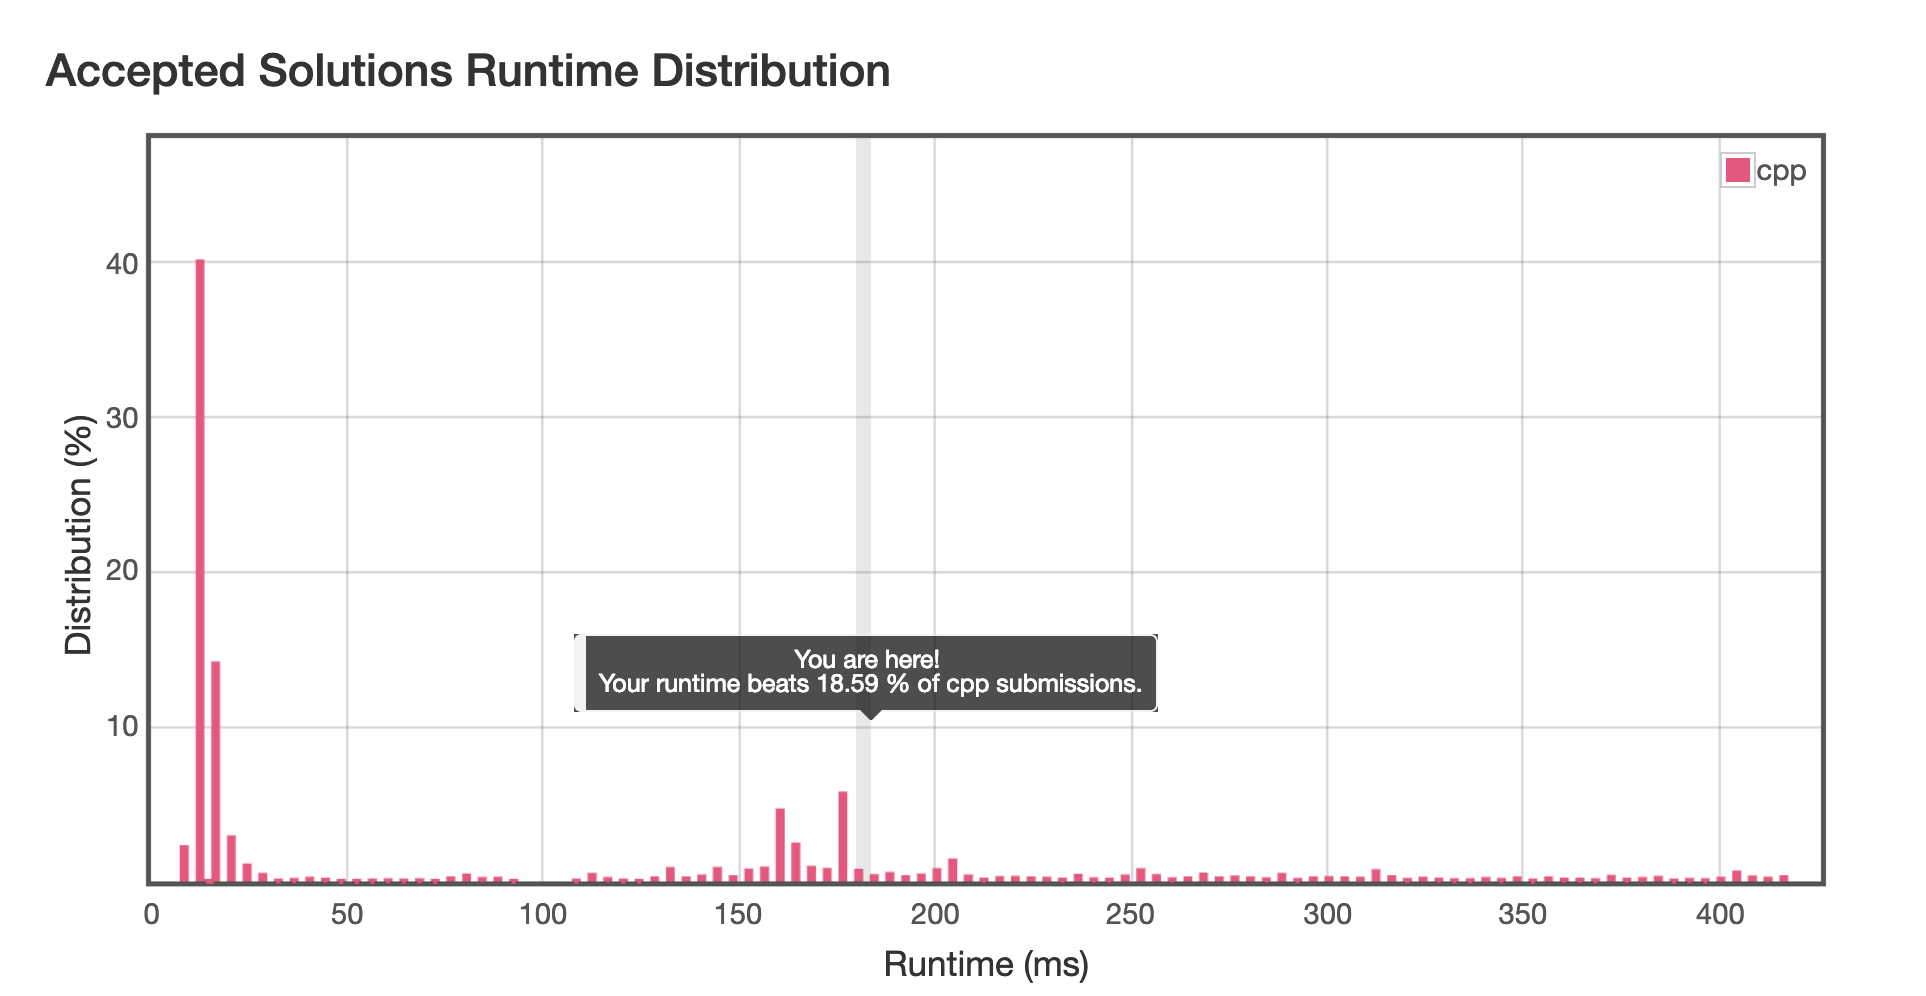 Accepted Solutions Runtime Distribution
cpp
40
30
20
10
Distribution (%)
You are here!
Your runtime beats 18.59 % of cpp submissions.
0 50 100 150 200 250 300 350 400
Runtime (ms)